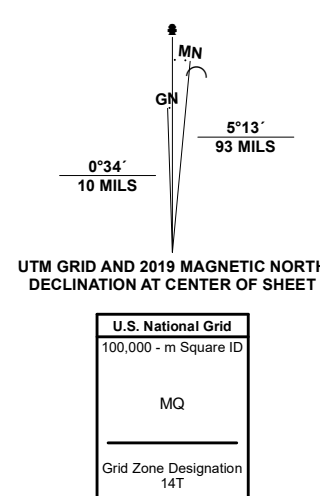 MN
GN
5°13´
93 MILS
0°34´
10 MILS
UTM GRID AND 2019 MAGNETIC NORTH
DECLINATION AT CENTER OF SHEET
U.S. National Grid
100,000 - m Square ID
MQ
Grid Zone Designation
14T